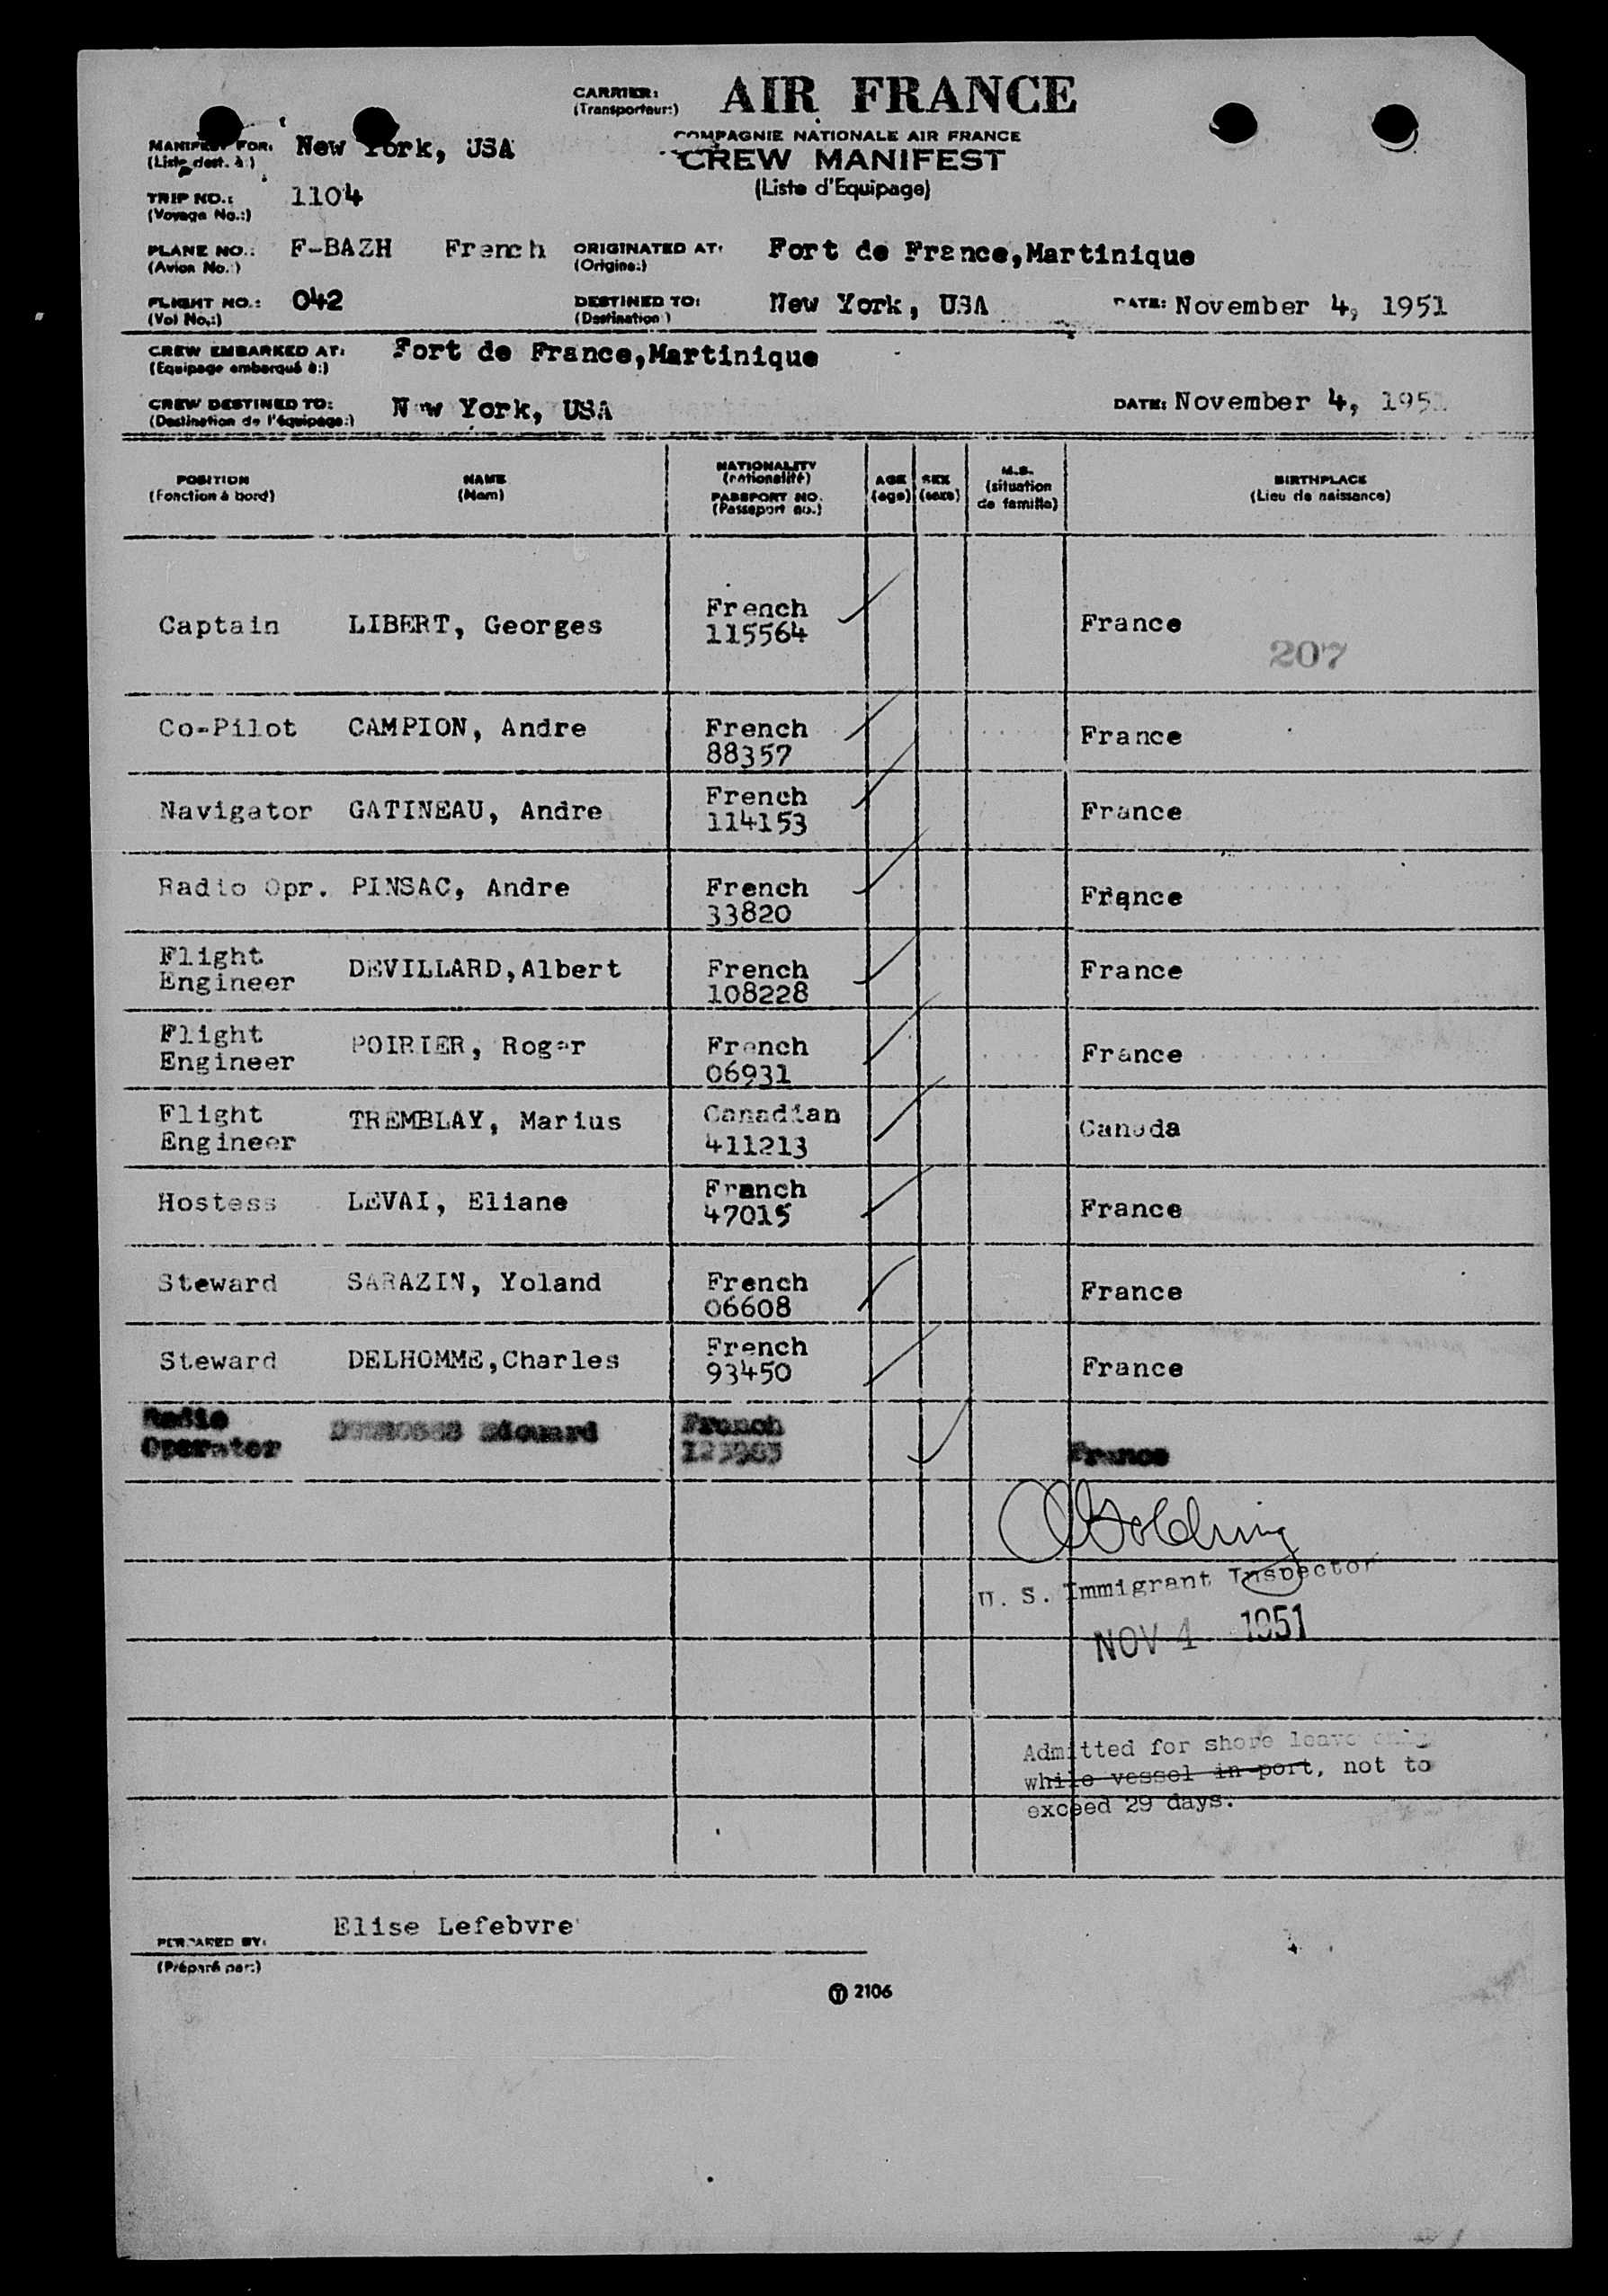 CARRIER: AIR FRANCE
(Transporteur:)
COMPAGNIE NATIONALE AIR FRANCE
MANIFEST FOR: New York, USA CREW MANIFEST
(Liste dest. à:)
(Liste d'Equipage)
TRIP NO.: 1104
(Voyage No.:)
PLANE NO.: F-BAZH French ORIGINATED AT: Fort de France,Martinique
(Avion No.:) (Origine:)
FLIGHT NO.: 042 DESTINED TO: New York, USA DATE: November 4, 1951
(Vol No.:) (Destination)
CREW EMBARKED AT: Fort de France,Martinique
(Equipage embarqué à:)
CREW DESTINED TO: New York, USA DATE: November 4, 195
(Destination de l'équipage:)
POSITION NAME NATIONALITY AGE SEX M.S. BIRTHPLACE
(Fonction à bord) (Nom) (nationalité) (age) (sexe) (situation (Lieu de naissance)
PASSPORT NO. de famille)
(Passeport no.)
Captain LIBERT, Georges French France
115564
207
Co-Pilot CAMPION, Andre French France
88357
Navigator GATINEAU, Andre French France
114153
Radio Opr. PINSAC, Andre French France
33820
Flight
Engineer DEVILLARD,Albert French France
108228
Flight
Engineer POIRIER, Roger French France
06931
Flight
Engineer TREMBLAY, Marius Canadian Canada
411213
Hostess LEVAI, Eliane French France
47015
Steward SARAZIN, Yoland French France
06608
Steward DELHOMME,Charles French France
93450
Radio French
Operator Edouard France
U. S. Immigrant Inspector
NOV 4 1951
Admitted for shore leave only
while vessel in port, not to
exceed 29 days.
Elise Lefebvre
PREPARED BY:
(Préparé par:)
2106